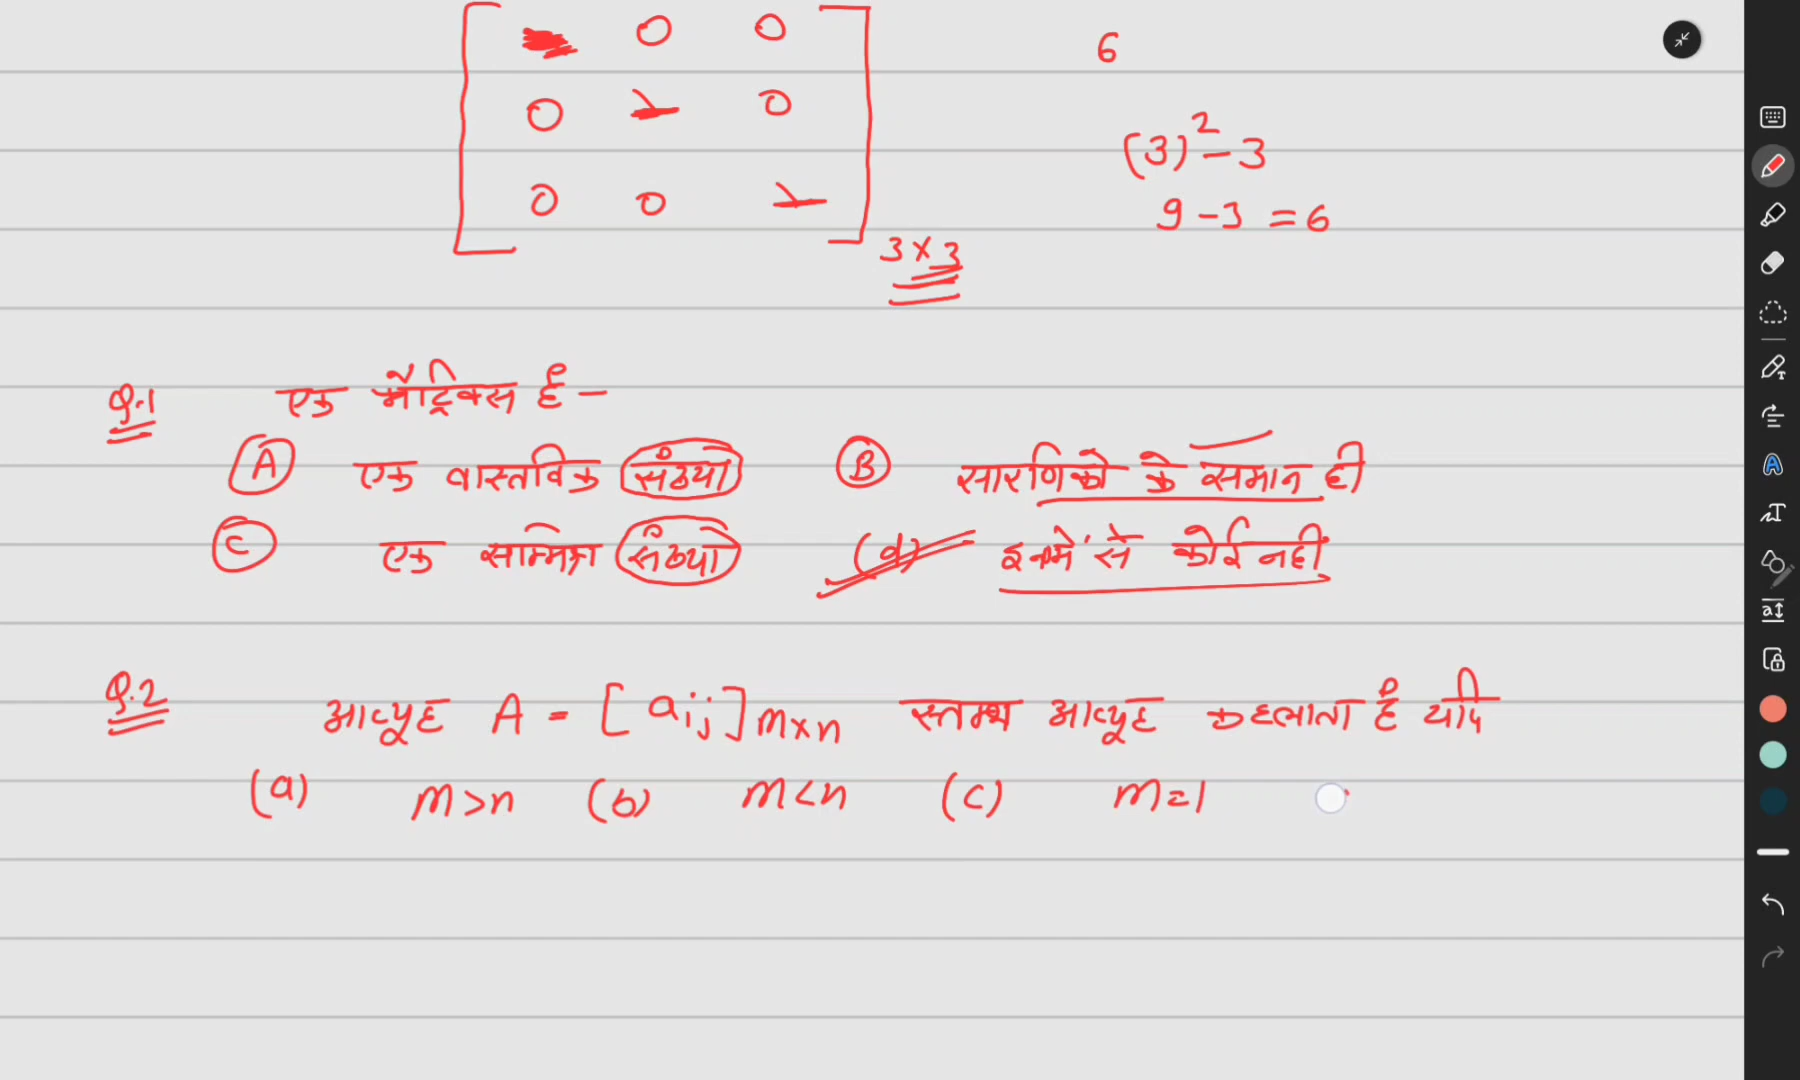 0 0 6
0 0 (3)² - 3
0 0 9 - 3 = 6
3 × 3
Q.1 एक मैट्रिक्स है -
(A) एक वास्तविक संख्या (B) सारणिको के समान ही
(C) एक सम्मिश्र संख्या (d) इनमें से कोई नही
Q.2 आव्यूह A = [aij]m×n स्तम्भ आव्यूह कहलाता है यदि
(a) m>n (b) m<n (c) m=1